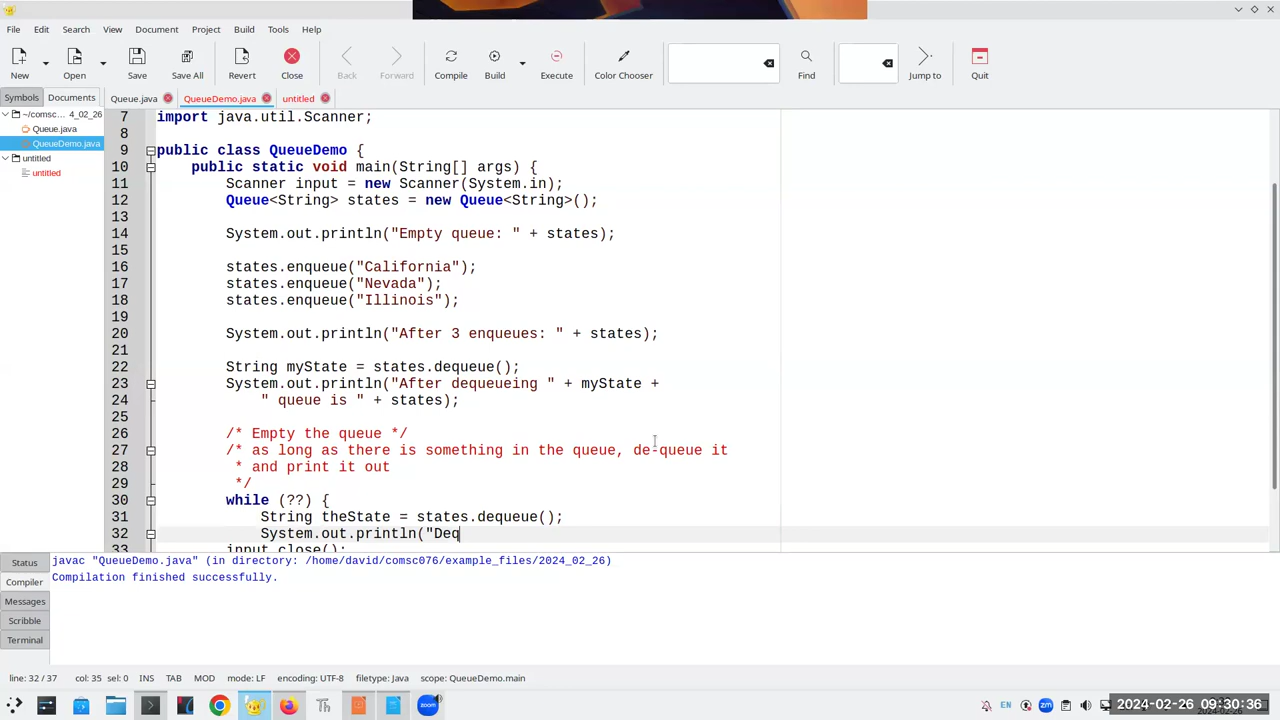 File Edit Search View Document Project Build Tools Help
New Open Save Save All Revert Close Back Forward Compile Build Execute Color Chooser Find Jump to Quit
Symbols Documents Queue.java QueueDemo.java untitled
~/comsc... 4_02_26
Queue.java
QueueDemo.java
untitled
untitled
7 import java.util.Scanner;
8
9 public class QueueDemo {
10 public static void main(String[] args) {
11 Scanner input = new Scanner(System.in);
12 Queue<String> states = new Queue<String>();
13
14 System.out.println("Empty queue: " + states);
15
16 states.enqueue("California");
17 states.enqueue("Nevada");
18 states.enqueue("Illinois");
19
20 System.out.println("After 3 enqueues: " + states);
21
22 String myState = states.dequeue();
23 System.out.println("After dequeueing " + myState +
24 " queue is " + states);
25
26 /* Empty the queue */
27 /* as long as there is something in the queue, de-queue it
28 * and print it out
29 */
30 while (??) {
31 String theState = states.dequeue();
32 System.out.println("Deq
33 input.close();
Status
Compiler
Messages
Scribble
Terminal
javac "QueueDemo.java" (in directory: /home/david/comsc076/example_files/2024_02_26)
Compilation finished successfully.
line: 32 / 37 col: 35 sel: 0 INS TAB MOD mode: LF encoding: UTF-8 filetype: Java scope: QueueDemo.main
Th zoom EN zm 2024-02-26 09:30:36